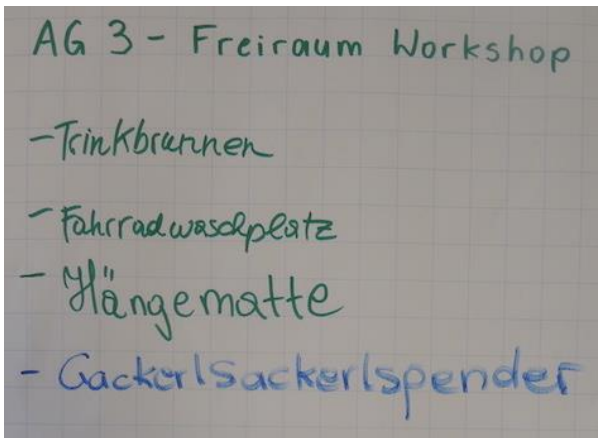 AG 3 - Freiraum Workshop
- Trinkbrunnen
- Fahrradwaschplatz
- Hängematte
- GackerlSackerlspender